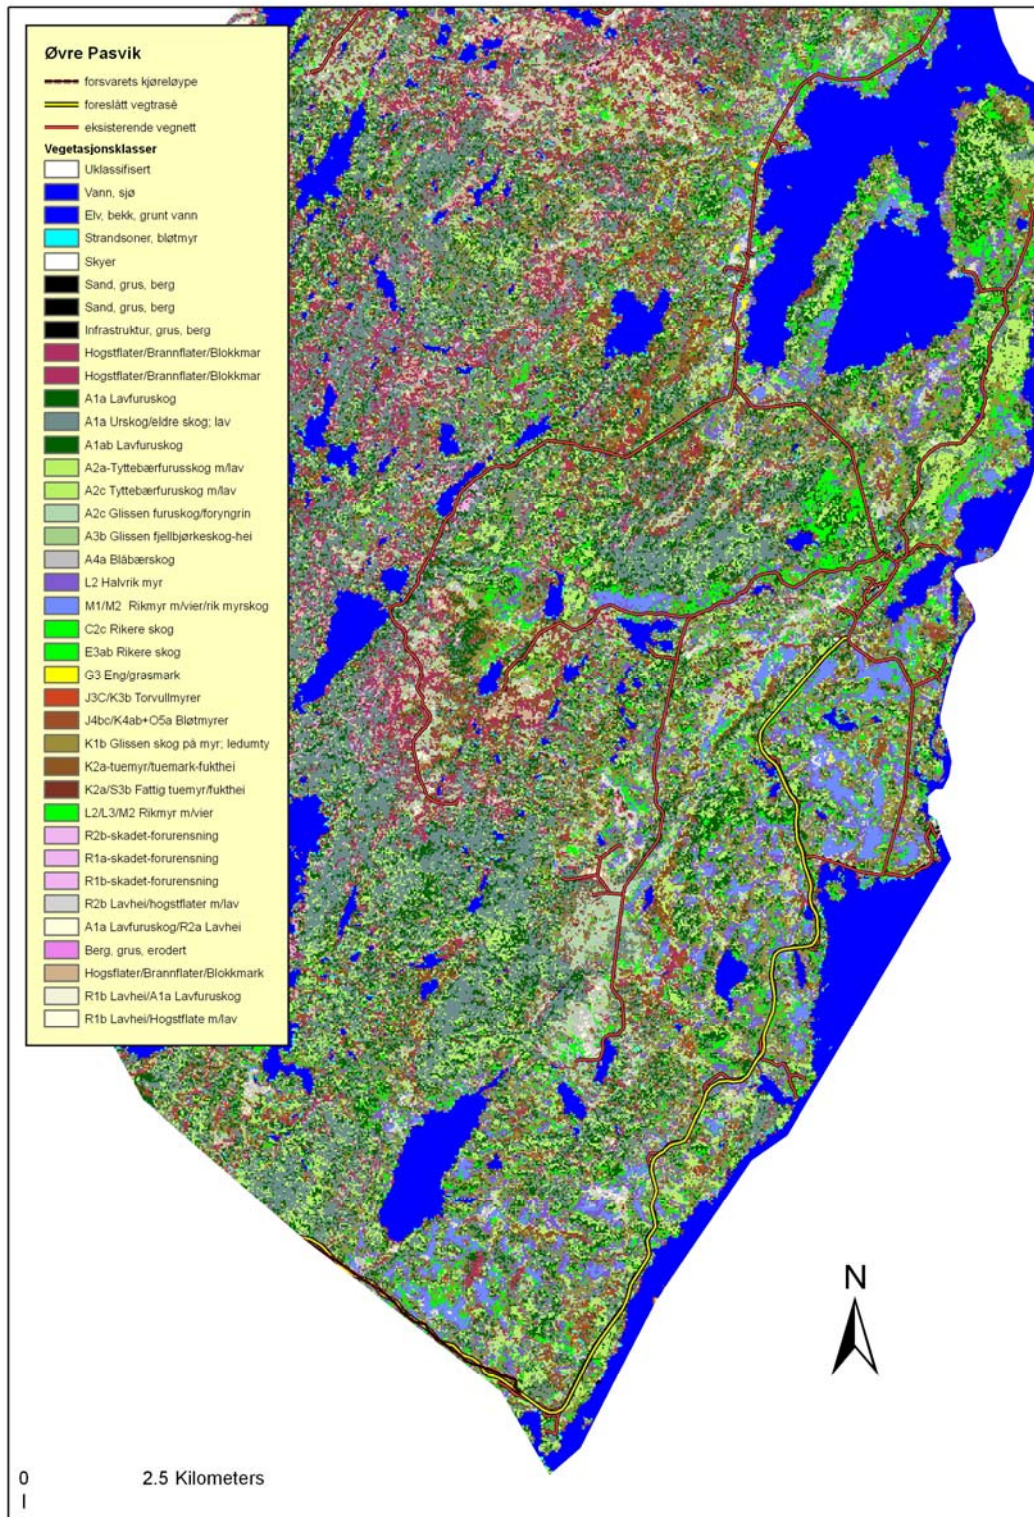 Øvre Pasvik
forsvarets kjøreløype
foreslått vegtrasè
eksisterende vegnett
Vegetasjonsklasser
Uklassifisert
Vann, sjø
Elv, bekk, grunt vann
Strandsoner, bløtmyr
Skyer
Sand, grus, berg
Sand, grus, berg
Infrastruktur, grus, berg
Hogstflater/Brannflater/Blokkmar
Hogstflater/Brannflater/Blokkmar
A1a Lavfuruskog
A1a Urskog/eldre skog; lav
A1ab Lavfuruskog
A2a-Tyttebærfurusskog m/lav
A2c Tyttebærfuruskog m/lav
A2c Glissen furuskog/foryngrin
A3b Glissen fjellbjørkeskog-hei
A4a Blåbærskog
L2 Halvrik myr
M1/M2 Rikmyr m/vier/rik myrskog
C2c Rikere skog
E3ab Rikere skog
G3 Eng/grasmark
J3C/K3b Torvullmyrer
J4bc/K4ab+O5a Bløtmyrer
K1b Glissen skog på myr; ledumty
K2a-tuemyr/tuemark-fukthei
K2a/S3b Fattig tuemyr/fukthei
L2/L3/M2 Rikmyr m/vier
R2b-skadet-forurensning
R1a-skadet-forurensning
R1b-skadet-forurensning
R2b Lavhei/hogstflater m/lav
A1a Lavfuruskog/R2a Lavhei
Berg, grus, erodert
Hogsflater/Brannflater/Blokkmark
R1b Lavhei/A1a Lavfuruskog
R1b Lavhei/Hogstflate m/lav
N
0 2.5 Kilometers